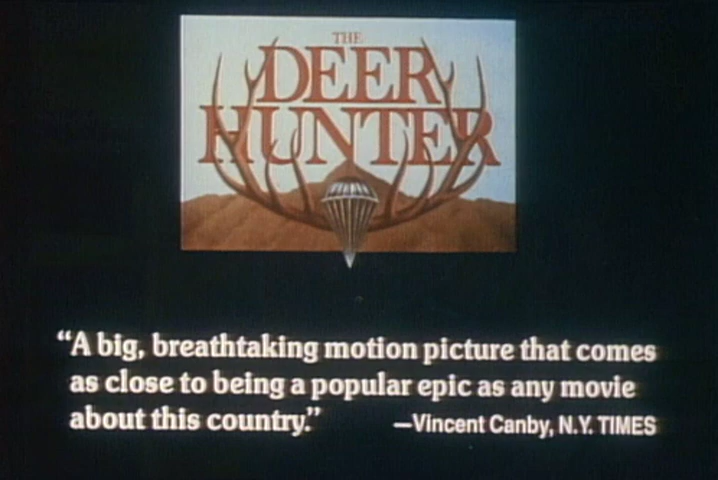 THE
DEER
HUNTER
“A big, breathtaking motion picture that comes
as close to being a popular epic as any movie
about this country.” —Vincent Canby, N.Y. TIMES